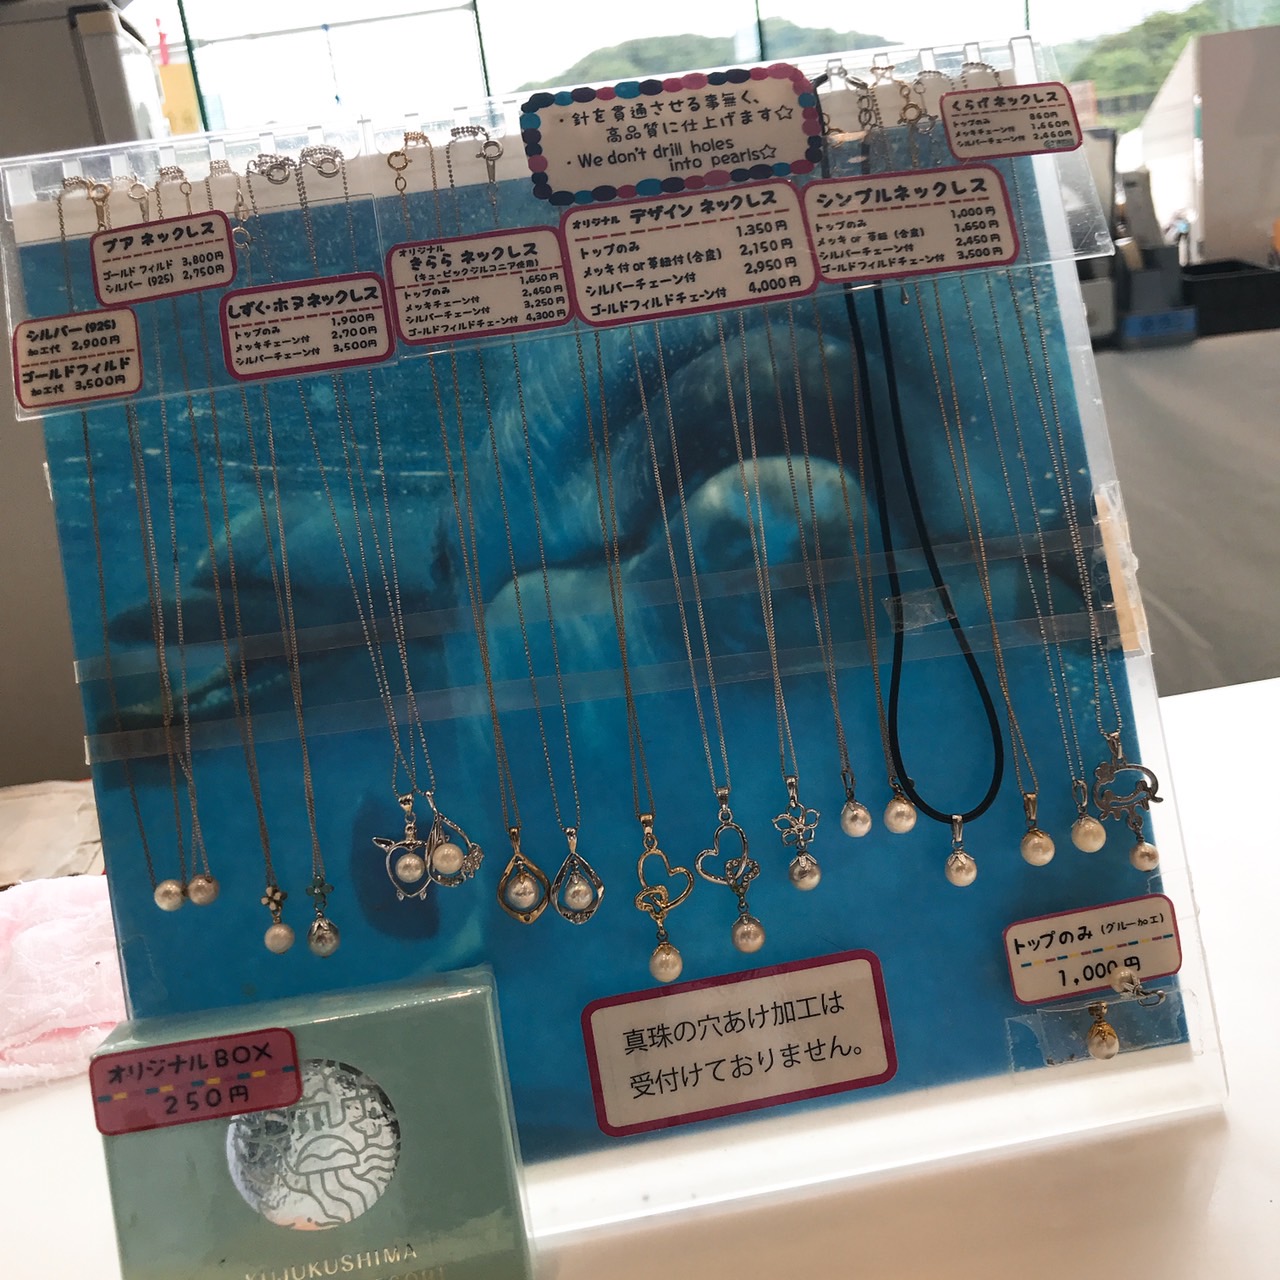 ・針を貫通させる事無く、
高品質に仕上げます☆
・We don't drill holes
into pearls☆
くらげネックレス
トップのみ 860円
メッキチェーン付 1,660円
シルバーチェーン付 2,460円
ブア ネックレス
ゴールドフィルド 3,800円
シルバー(925) 2,750円
シルバー(925)
加工代 2,900円
ゴールドフィルド
加工代 3,500円
しずく・ホヌネックレス
トップのみ 1,900円
メッキチェーン付 2,700円
シルバーチェーン付 3,500円
オリジナル
きらら ネックレス
(キュービックジルコニア使用)
トップのみ 1,650円
メッキチェーン付 2,450円
シルバーチェーン付 3,250円
ゴールドフィルドチェーン付 4,300円
オリジナル デザイン ネックレス
トップのみ 1,350円
メッキ付 or 革紐付(合皮) 2,150円
シルバーチェーン付 2,950円
ゴールドフィルドチェーン付 4,000円
シンプルネックレス
トップのみ 1,000円
メッキ or 革紐(合皮) 1,650円
シルバーチェーン付 2,450円
ゴールドフィルドチェーン付 3,500円
トップのみ (グルー加工)
1,000円
真珠の穴あけ加工は
受付けておりません。
オリジナルBOX
250円
KUJUKUSHIMA